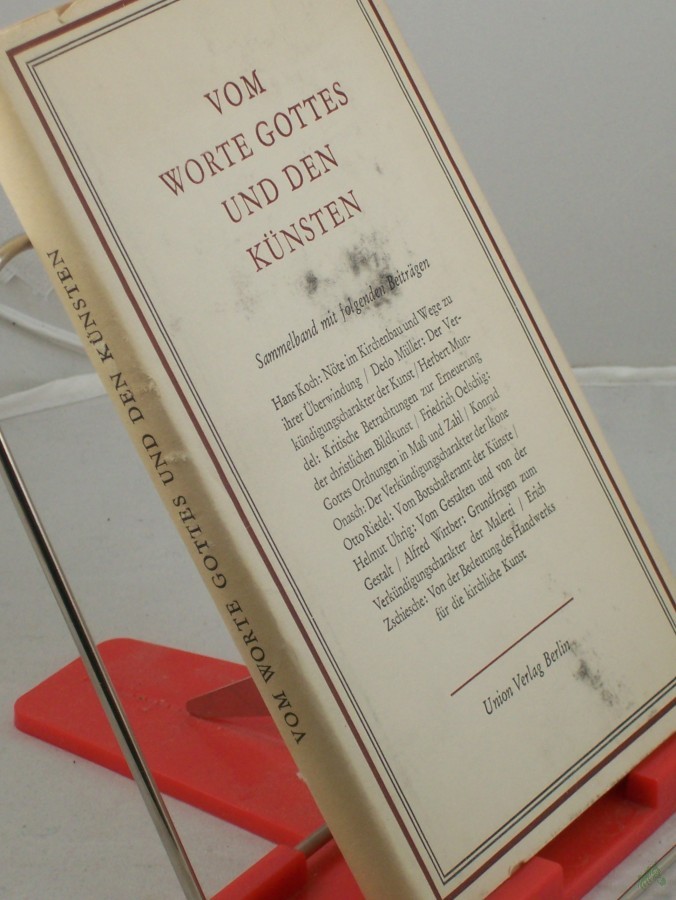 VOM
WORTE GOTTES
UND DEN
KÜNSTEN
Sammelband mit folgenden Beiträgen
Hans Koch: Nöte im Kirchenbau und Wege zu
ihrer Überwindung / Dedo Müller: Der Ver-
kündigungscharakter der Kunst / Herbert Mun-
del: Kritische Betrachtungen zur Erneuerung
der christlichen Bildkunst / Friedrich Oelschig:
Gottes Ordnungen in Maß und Zahl / Konrad
Onasch: Der Verkündigungscharakter der Ikone
Otto Riedel: Vom Botschafteramt der Künste /
Helmut Uhrig: Vom Gestalten und von der
Gestalt / Alfred Winther: Grundfragen zum
Verkündigungscharakter der Malerei / Erich
Zschiesche: Von der Bedeutung des Handwerks
für die kirchliche Kunst
Union Verlag Berlin
VOM WORTE GOTTES UND DEN KÜNSTEN